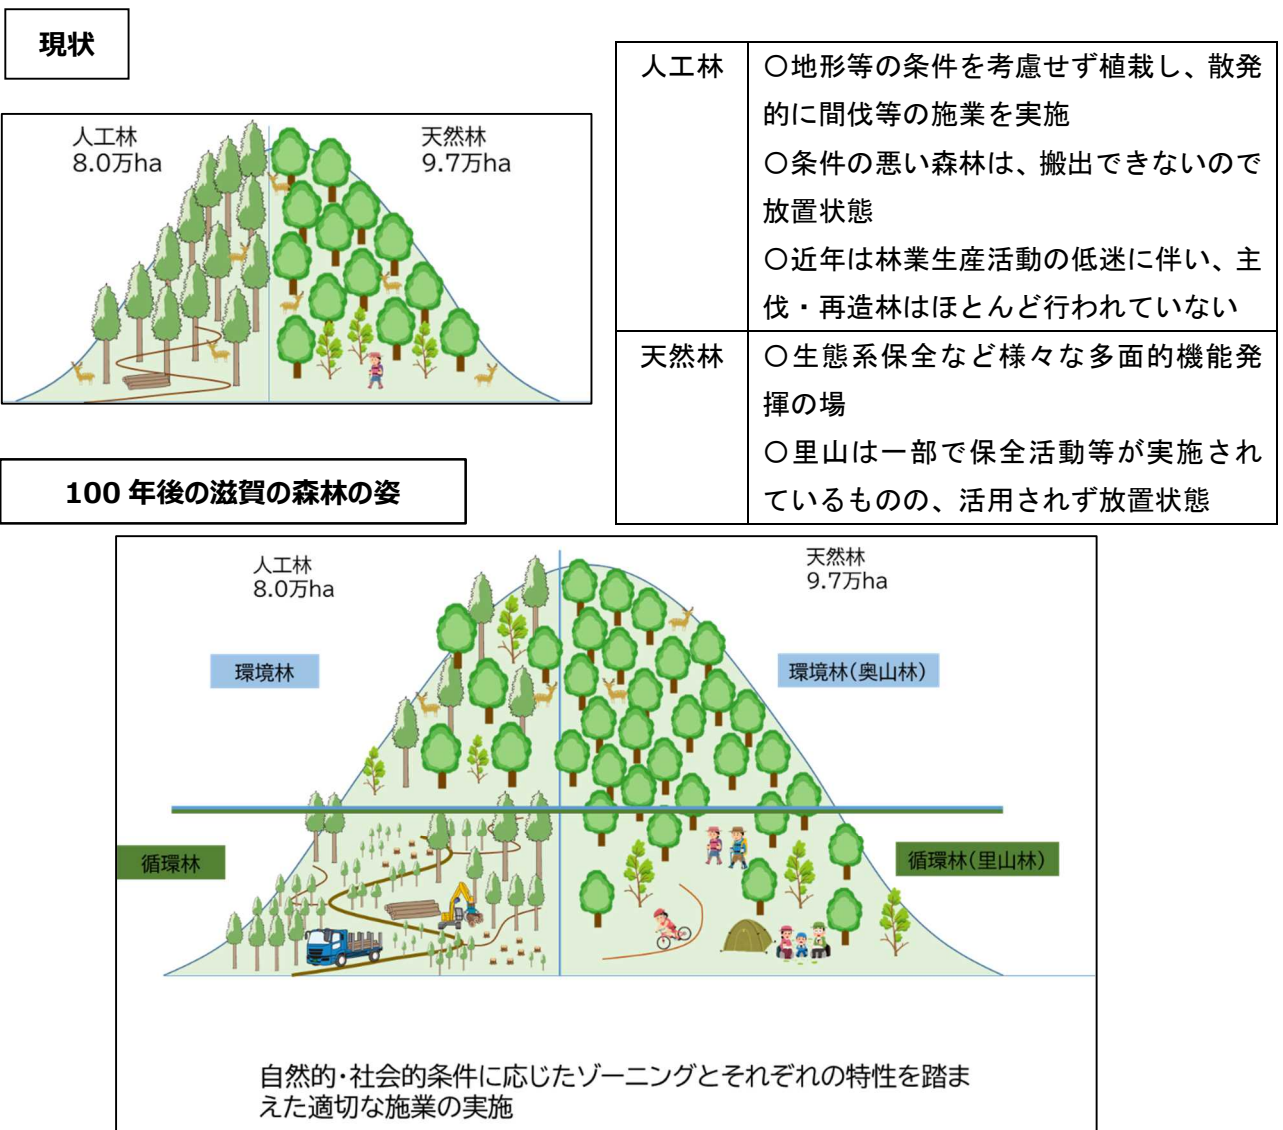 現状
人工林
8.0万ha
天然林
9.7万ha
人工林
〇地形等の条件を考慮せず植栽し、散発
的に間伐等の施業を実施
〇条件の悪い森林は、搬出できないので
放置状態
〇近年は林業生産活動の低迷に伴い、主
伐・再造林はほとんど行われていない
天然林
〇生態系保全など様々な多面的機能発
揮の場
〇里山は一部で保全活動等が実施され
ているものの、活用されず放置状態
100 年後の滋賀の森林の姿
人工林
8.0万ha
天然林
9.7万ha
環境林
環境林(奥山林)
循環林
循環林(里山林)
自然的・社会的条件に応じたゾーニングとそれぞれの特性を踏ま
えた適切な施業の実施